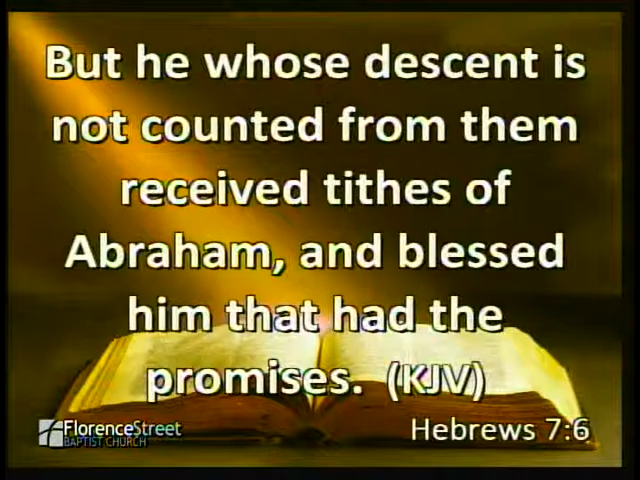 But he whose descent is
not counted from them
received tithes of
Abraham, and blessed
him that had the
promises. (KJV)
FlorenceStreet
BAPTIST CHURCH
Hebrews 7:6